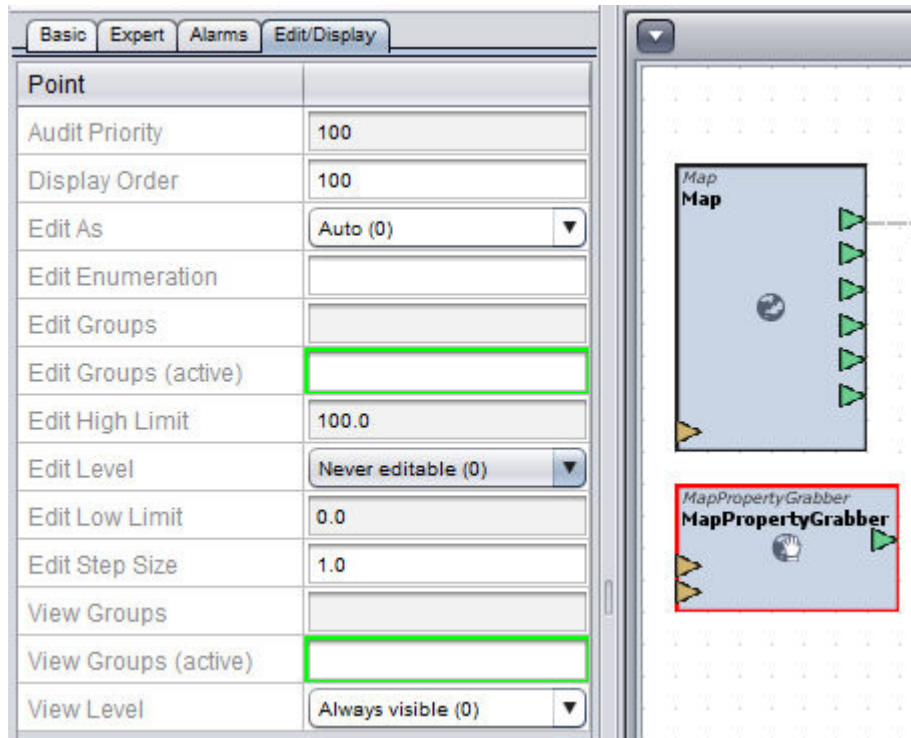 Basic Expert Alarms Edit/Display
Point
Audit Priority 100
Display Order 100
Edit As Auto (0)
Edit Enumeration
Edit Groups
Edit Groups (active)
Edit High Limit 100.0
Edit Level Never editable (0)
Edit Low Limit 0.0
Edit Step Size 1.0
View Groups
View Groups (active)
View Level Always visible (0)
Map
Map
MapPropertyGrabber
MapPropertyGrabber